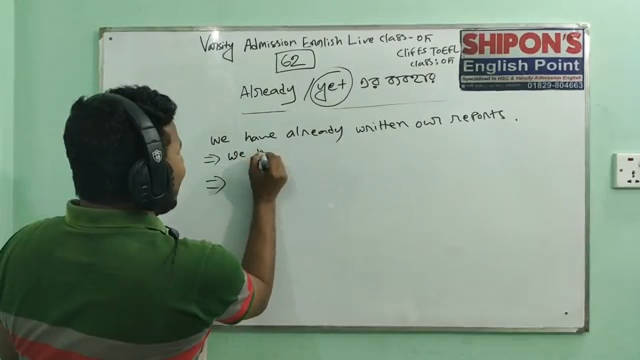 Varsity Admission English Live class-05
62
Cliffs TOEFL
class:05
Already / yet এর ব্যবহার
we have already written our reports.
⇒ we h
⇒
SHIPON'S
English Point
Specialized in HSC & Varsity Admission English
01829-804663